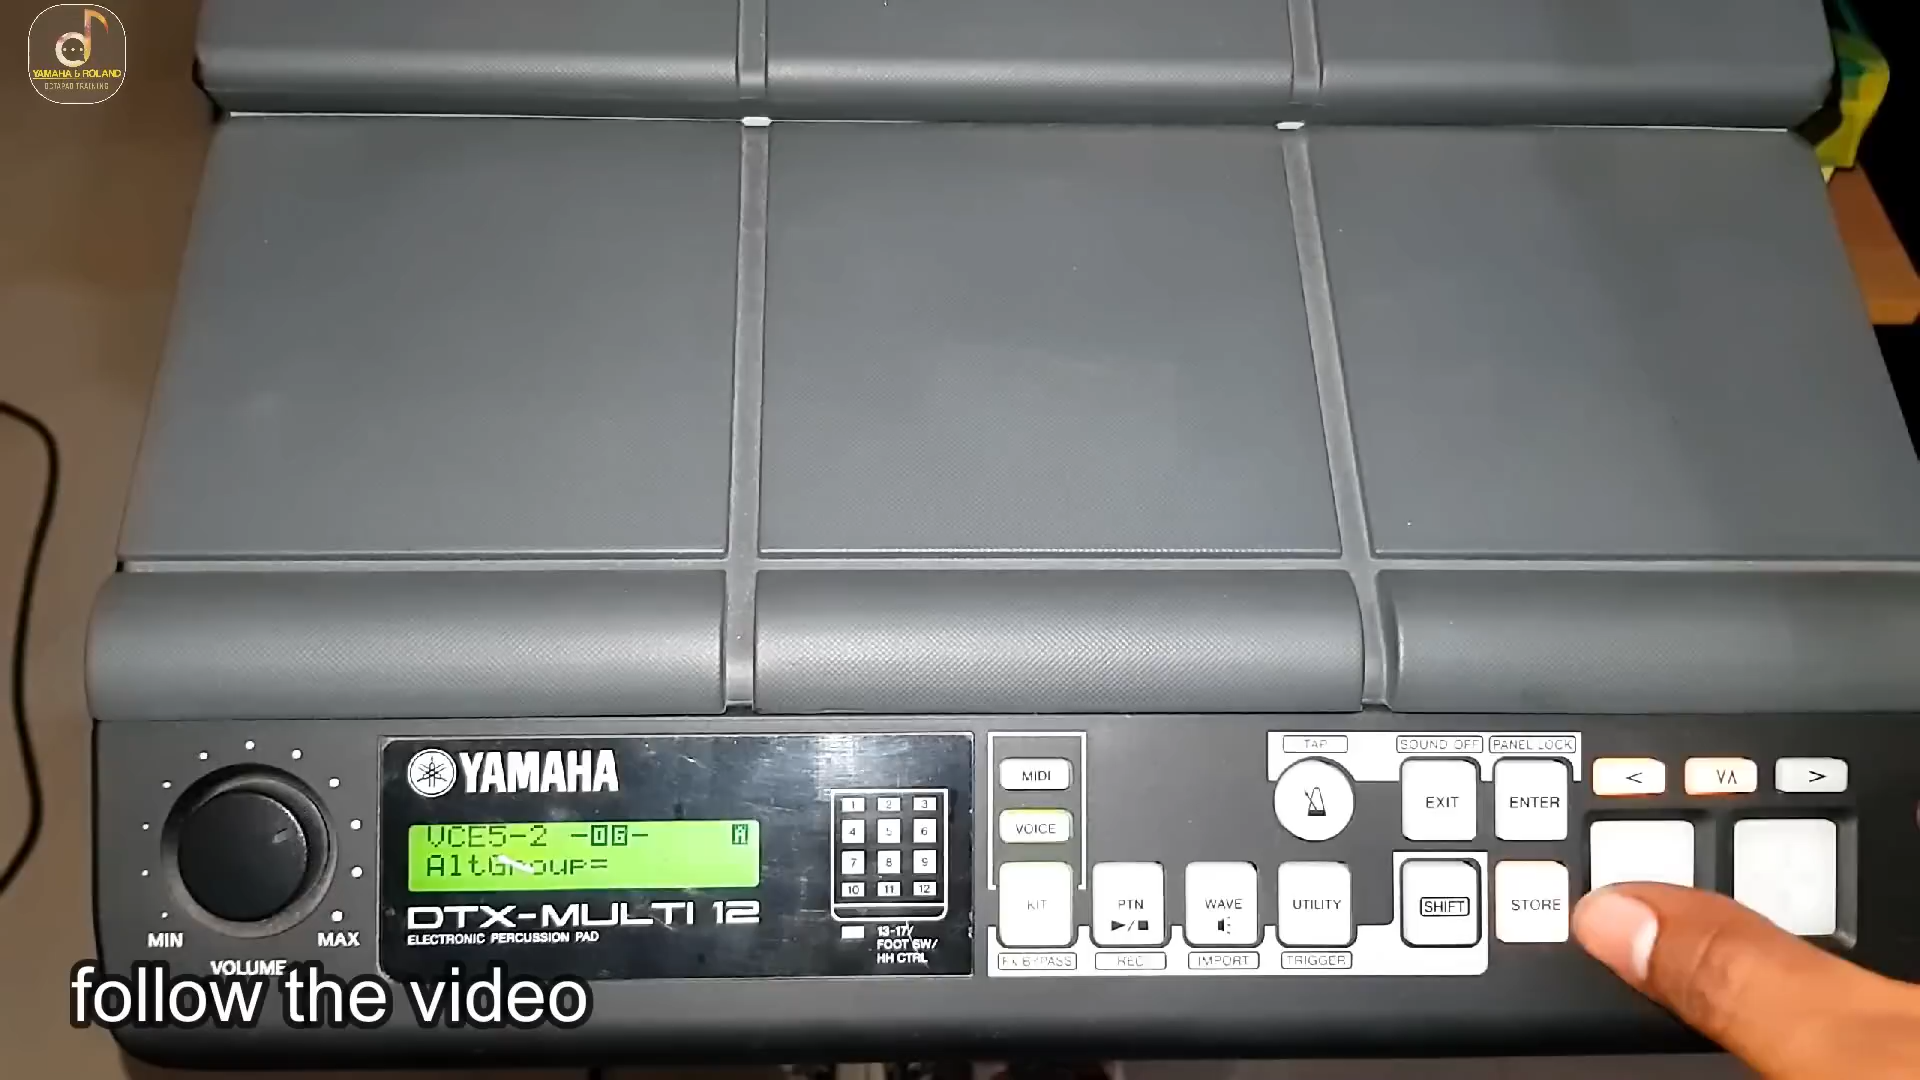 YAMAHA & ROLAND
OCTAPAD TRAINING
YAMAHA
VCE5-2 -06-
AltGroup=
DTX-MULTI 12
ELECTRONIC PERCUSSION PAD
MIN
MAX
VOLUME
1 2 3
4 5 6
7 8 9
10 11 12
13-17/
FOOT SW/
HH CTRL
MIDI
VOICE
KIT
PTN
▶/■
WAVE
UTILITY
FX BYPASS
REC
IMPORT
TRIGGER
TAP
SOUND OFF
PANEL LOCK
EXIT
ENTER
SHIFT
STORE
<
V∧
>
follow the video